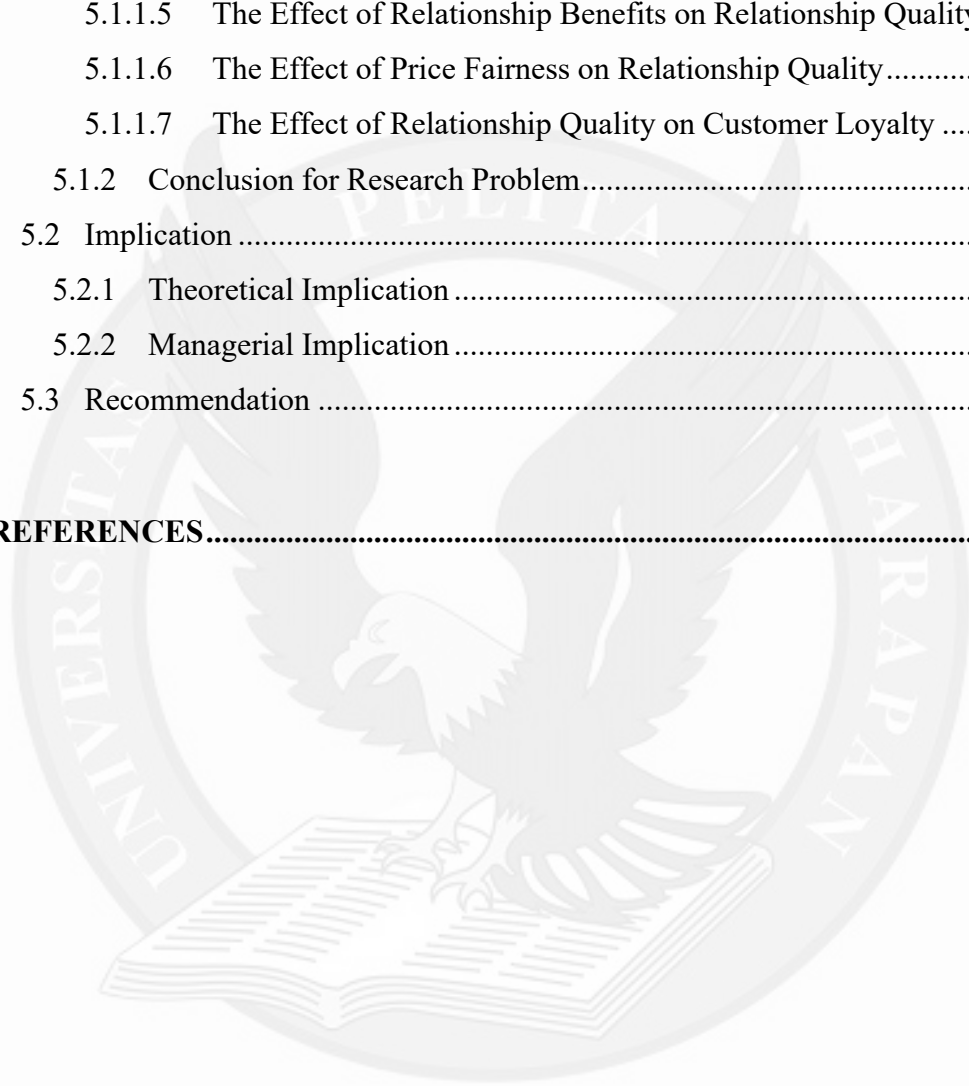 5.1.1.5 The Effect of Relationship Benefits on Relationship Quality
5.1.1.6 The Effect of Price Fairness on Relationship Quality..........
5.1.1.7 The Effect of Relationship Quality on Customer Loyalty ....
5.1.2 Conclusion for Research Problem..........
5.2 Implication ..........
5.2.1 Theoretical Implication ..........
5.2.2 Managerial Implication ..........
5.3 Recommendation ..........
REFERENCES..........
UNIVERSITAS PELITA HARAPAN